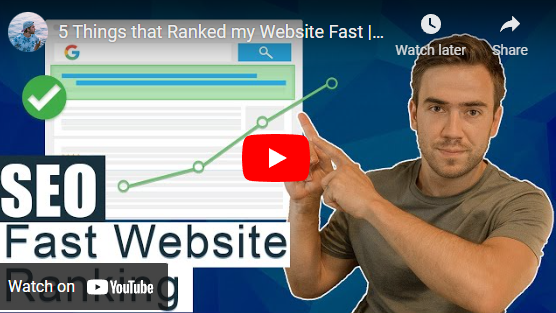 5 Things that Ranked my Website Fast |...
Watch later
Share
G
SEO
Fast Website
Ranking
Watch on YouTube